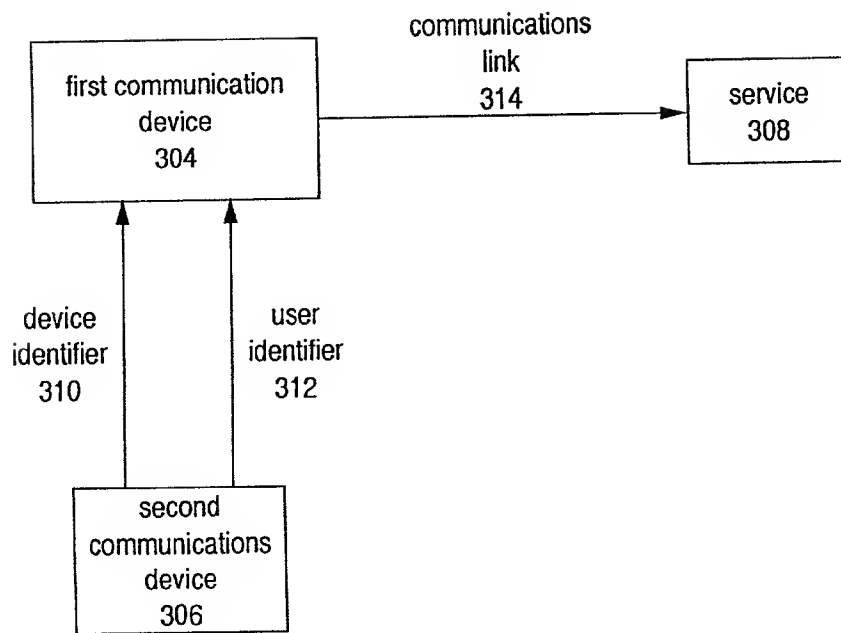 first communication
device
304
communications
link
314
service
308
device
identifier
310
user
identifier
312
second
communications
device
306